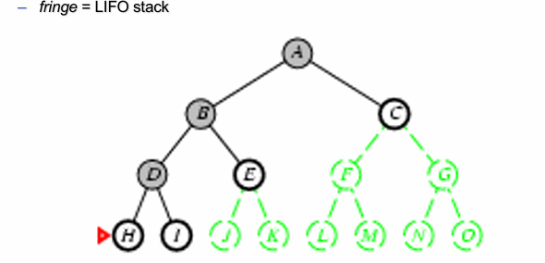 – fringe = LIFO stack
A
B C
D E F G
H I J K L M N O